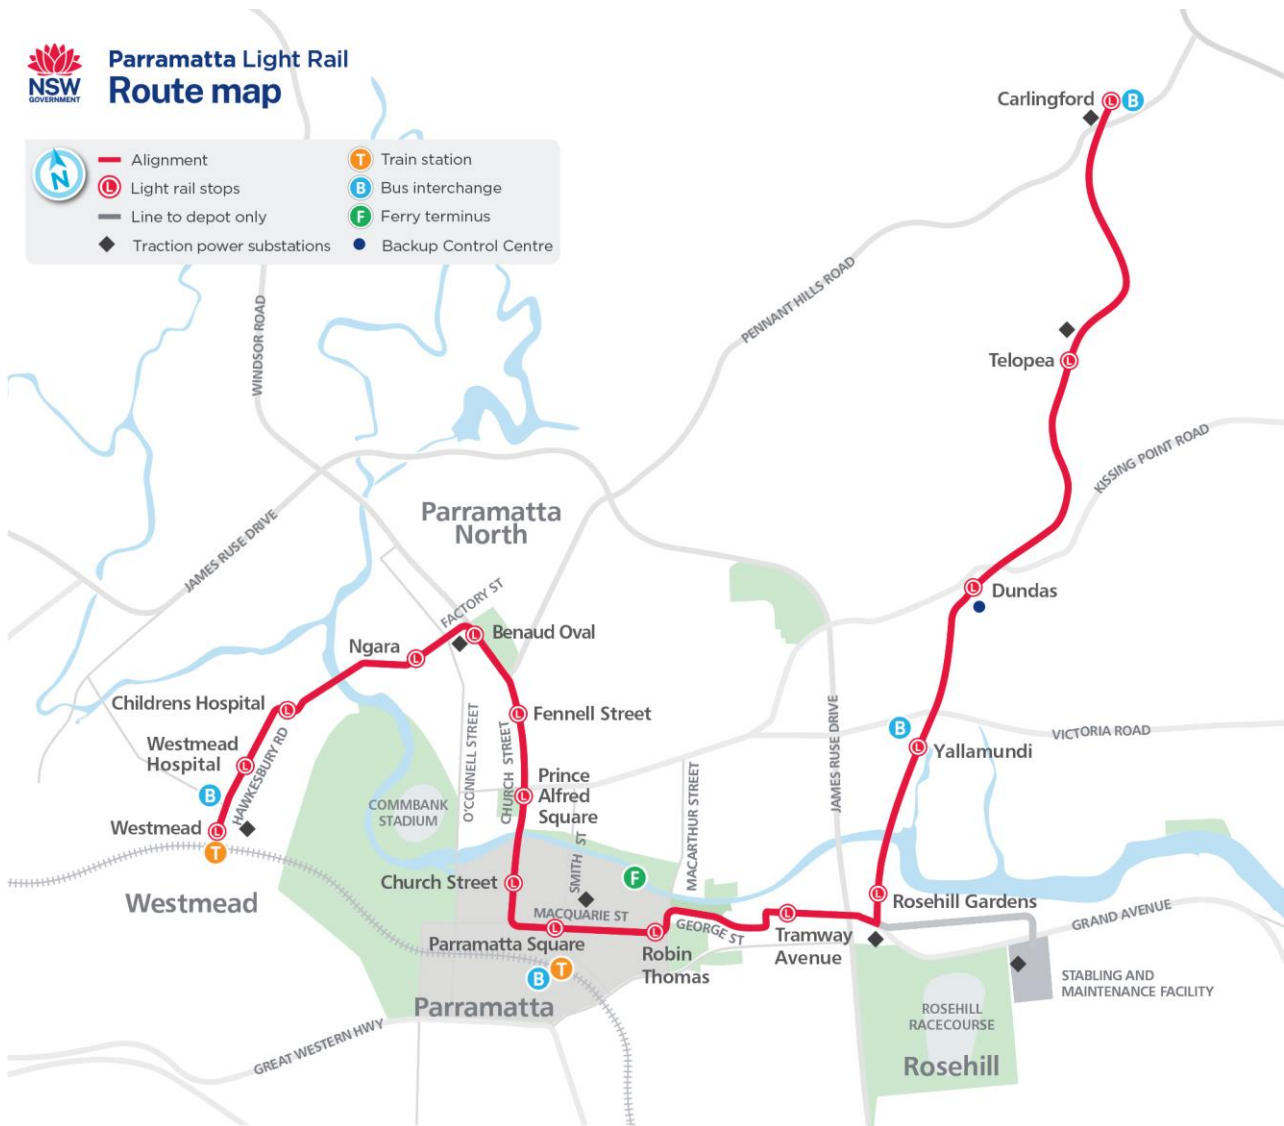 Parramatta Light Rail
Route map
NSW
GOVERNMENT
N
Alignment
L Light rail stops
Line to depot only
Traction power substations
T Train station
B Bus interchange
F Ferry terminus
Backup Control Centre
Carlingford L B
PENNANT HILLS ROAD
WINDSOR ROAD
Telopea L
KISSING POINT ROAD
Parramatta
North
JAMES RUSE DRIVE
FACTORY ST
L
Dundas
L Benaud Oval
Ngara L
Childrens Hospital L
L Fennell Street
Westmead
Hospital L
HAWKESBURY RD
O'CONNELL STREET
CHURCH STREET
JAMES RUSE DRIVE
VICTORIA ROAD
B
L Yallamundi
B
Westmead L
T
COMMBANK
STADIUM
Prince
L Alfred
Square
SMITH ST
MACARTHUR STREET
Westmead
Church Street L
F
L Rosehill Gardens
MACQUARIE ST
GEORGE ST
GRAND AVENUE
L
Parramatta Square
L
Robin
Thomas
L
Tramway
Avenue
B T
Parramatta
STABLING AND
MAINTENANCE FACILITY
ROSEHILL
RACECOURSE
GREAT WESTERN HWY
Rosehill